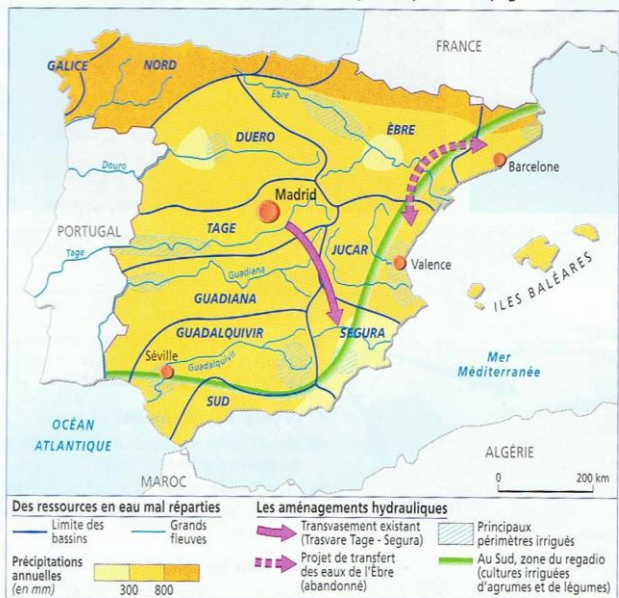 FRANCE
GALICE
NORD
Ebre
DUERO
ÈBRE
Douro
Barcelone
Madrid
PORTUGAL
TAGE
Tage
JUCAR
Valence
Guadiana
ILES BALÉARES
GUADIANA
GUADALQUIVIR
SEGURA
Séville
Guadalquivir
Mer
Méditerranée
SUD
OCÉAN
ATLANTIQUE
ALGÉRIE
MAROC
0 200 km
Des ressources en eau mal réparties
Limite des
bassins
Grands
fleuves
Précipitations
annuelles
(en mm)
300 800
Les aménagements hydrauliques
Transvasement existant
(Trasvare Tage - Segura)
Projet de transfert
des eaux de l'Èbre
(abandonné)
Principaux
périmètres irrigués
Au Sud, zone du regadio
(cultures irriguées
d'agrumes et de légumes)